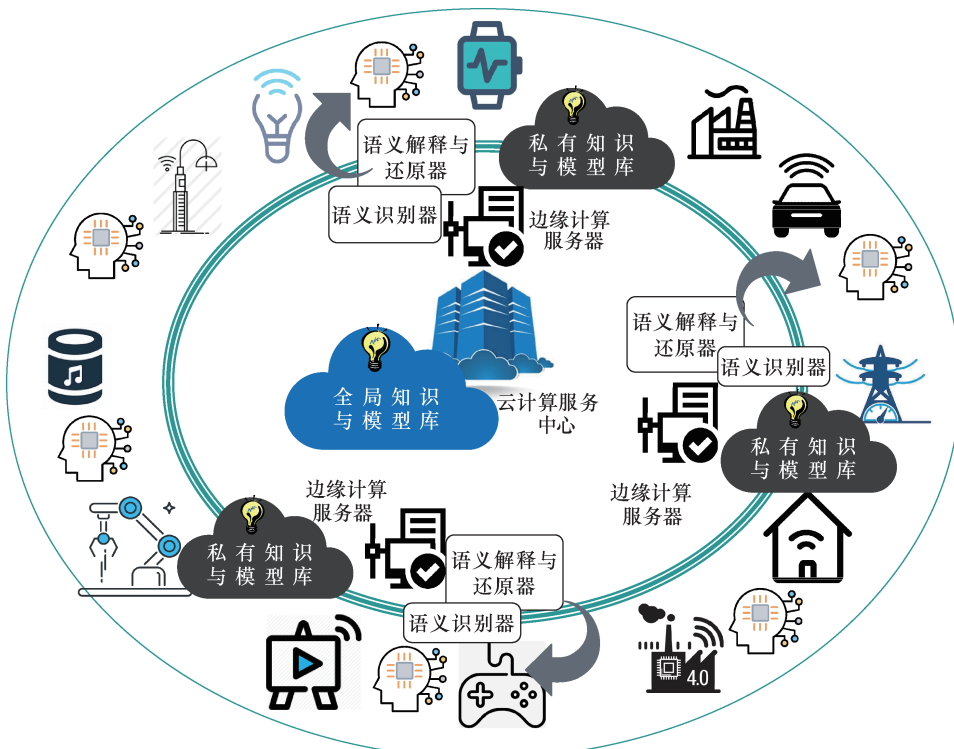 语义解释与
还原器
语义识别器
私有知识
与模型库
边缘计算
服务器
语义解释与
还原器
语义识别器
全局知识
与模型库
云计算服务
中心
私有知识
与模型库
边缘计算
服务器
边缘计算
服务器
私有知识
与模型库
语义解释与
还原器
语义识别器
4.0